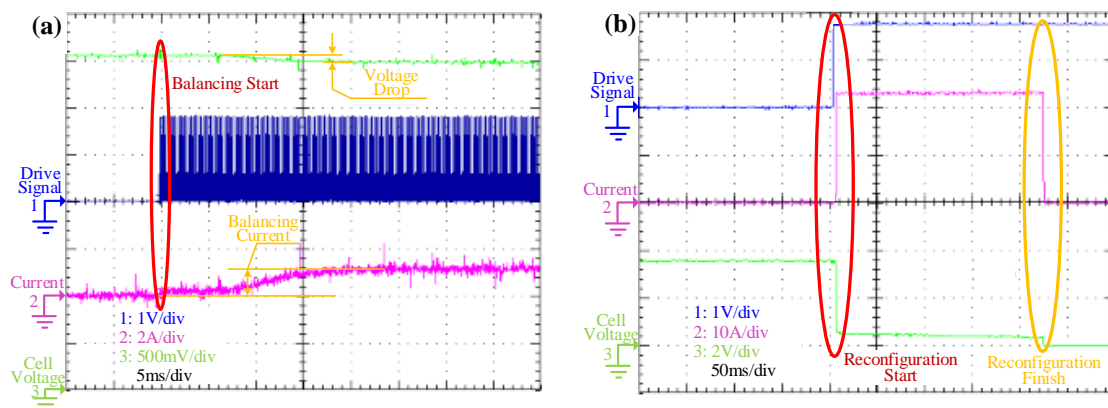 (a)
Balancing Start
Voltage
Drop
Drive
Signal
1
Balancing
Current
Current
2
1: 1V/div
2: 2A/div
3: 500mV/div
5ms/div
Cell
Voltage
3
(b)
Drive
Signal
1
Current
2
1: 1V/div
2: 10A/div
3: 2V/div
50ms/div
Cell
Voltage
3
Reconfiguration
Start
Reconfiguration
Finish